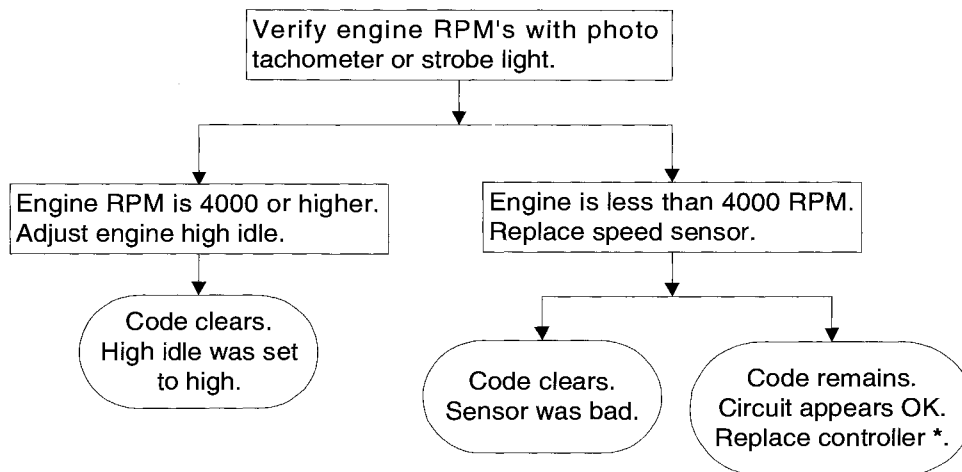 Verify engine RPM's with photo
tachometer or strobe light.
Engine RPM is 4000 or higher.
Adjust engine high idle.
Engine is less than 4000 RPM.
Replace speed sensor.
Code clears.
High idle was set
to high.
Code clears.
Sensor was bad.
Code remains.
Circuit appears OK.
Replace controller *.